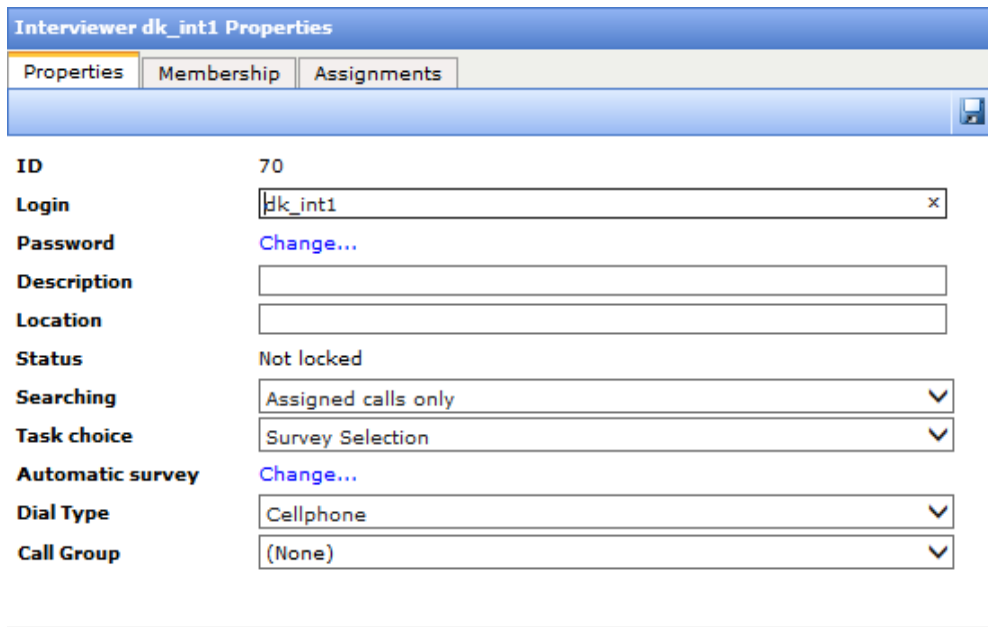 Interviewer dk_int1 Properties
Properties Membership Assignments
ID 70
Login dk_int1 ×
Password Change...
Description
Location
Status Not locked
Searching Assigned calls only
Task choice Survey Selection
Automatic survey Change...
Dial Type Cellphone
Call Group (None)